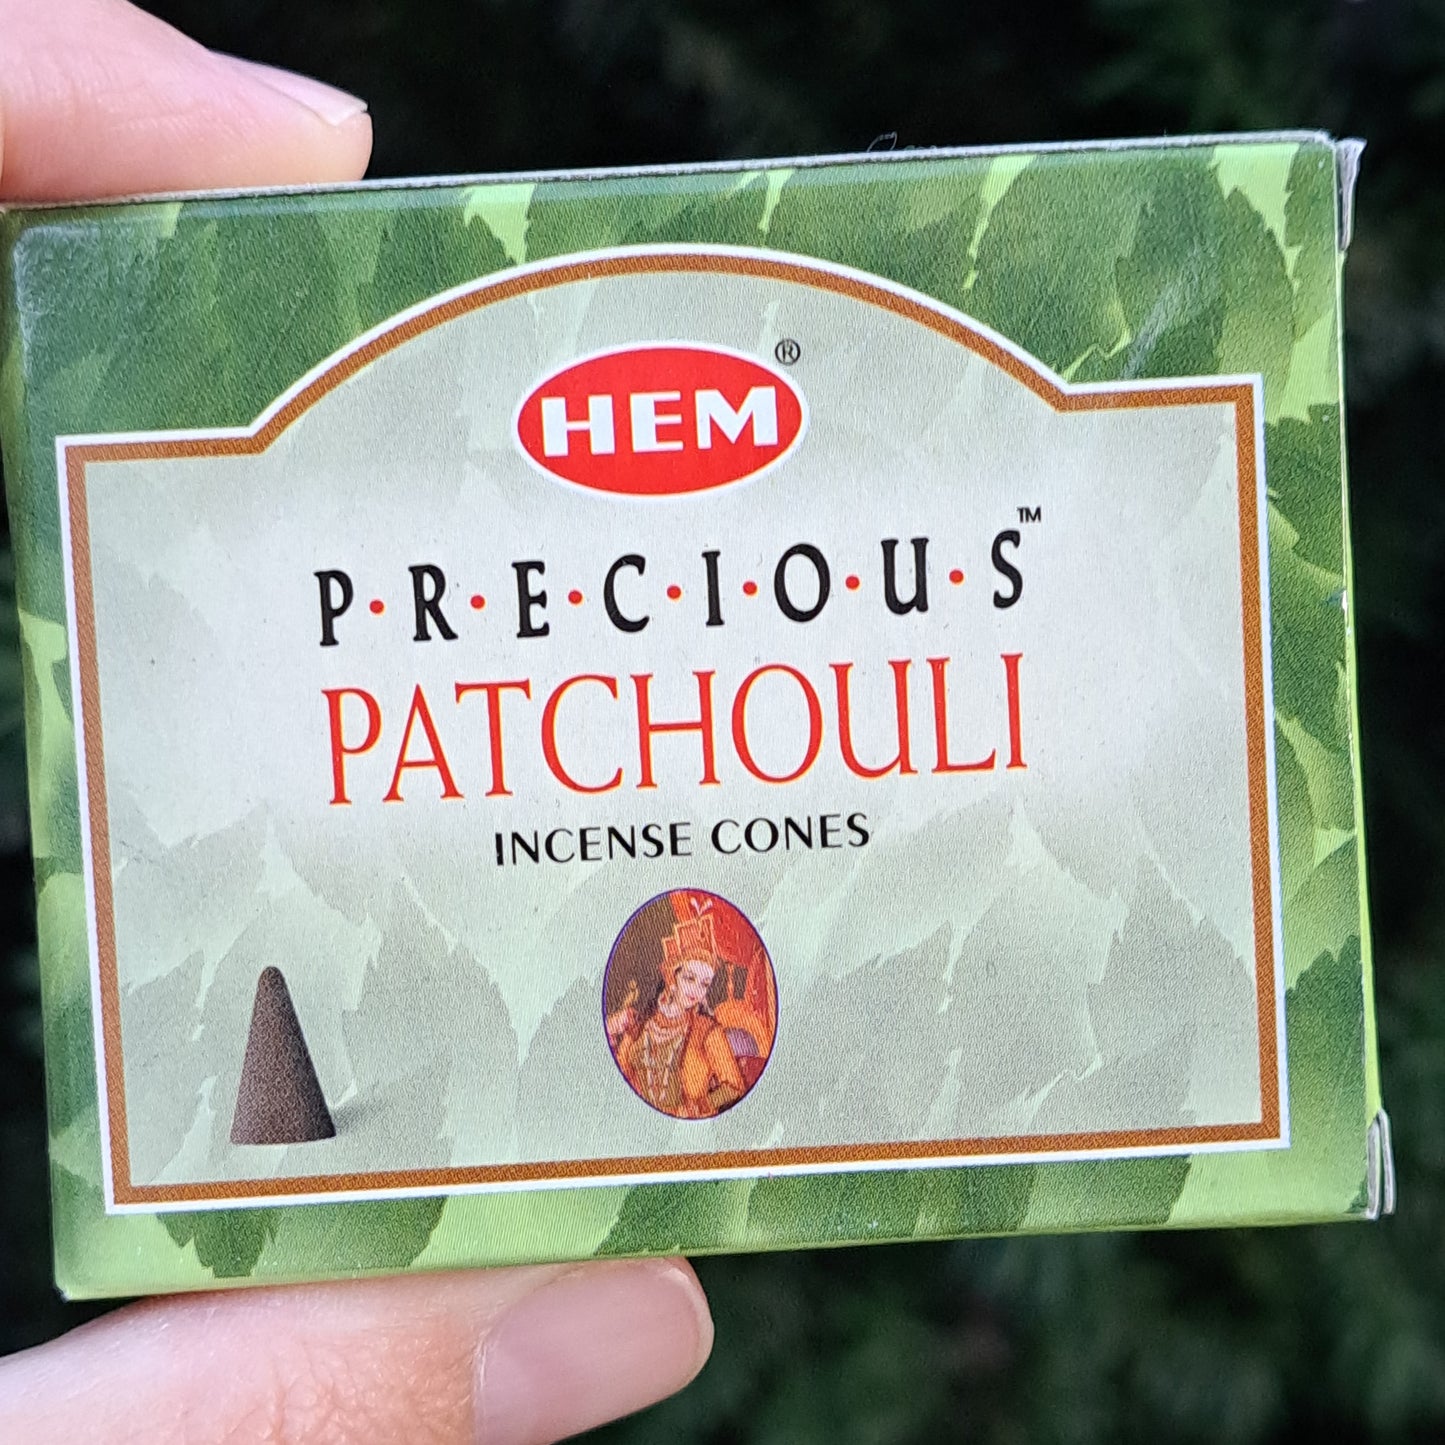 HEM®
P·R·E·C·I·O·U·S™
PATCHOULI
INCENSE CONES